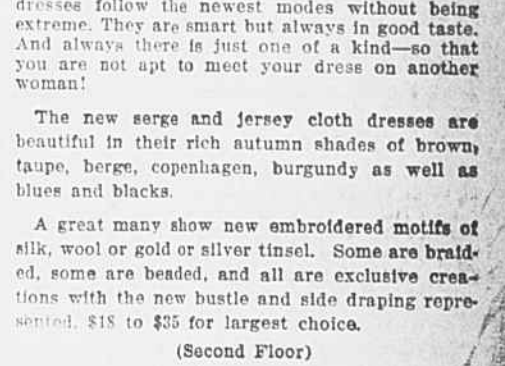 dresses follow the newest modes without being
extreme. They are smart but always in good taste.
And always there is just one of a kind—so that
you are not apt to meet your dress on another
woman!
The new serge and jersey cloth dresses are
beautiful in their rich autumn shades of brown,
taupe, berge, copenhagen, burgundy as well as
blues and blacks.
A great many show new embroidered motifs of
silk, wool or gold or silver tinsel. Some are braid-
ed, some are beaded, and all are exclusive crea-
tions with the new bustle and side draping repre-
sented. $18 to $35 for largest choice.
(Second Floor)